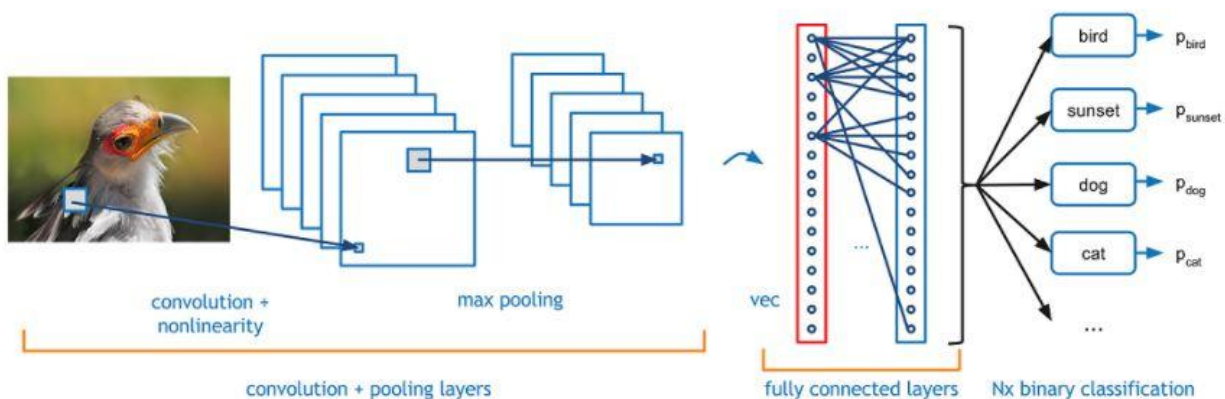 bird
p_bird
sunset
p_sunset
dog
p_dog
cat
p_cat
...
...
convolution +
nonlinearity
max pooling
vec
convolution + pooling layers
fully connected layers
Nx binary classification